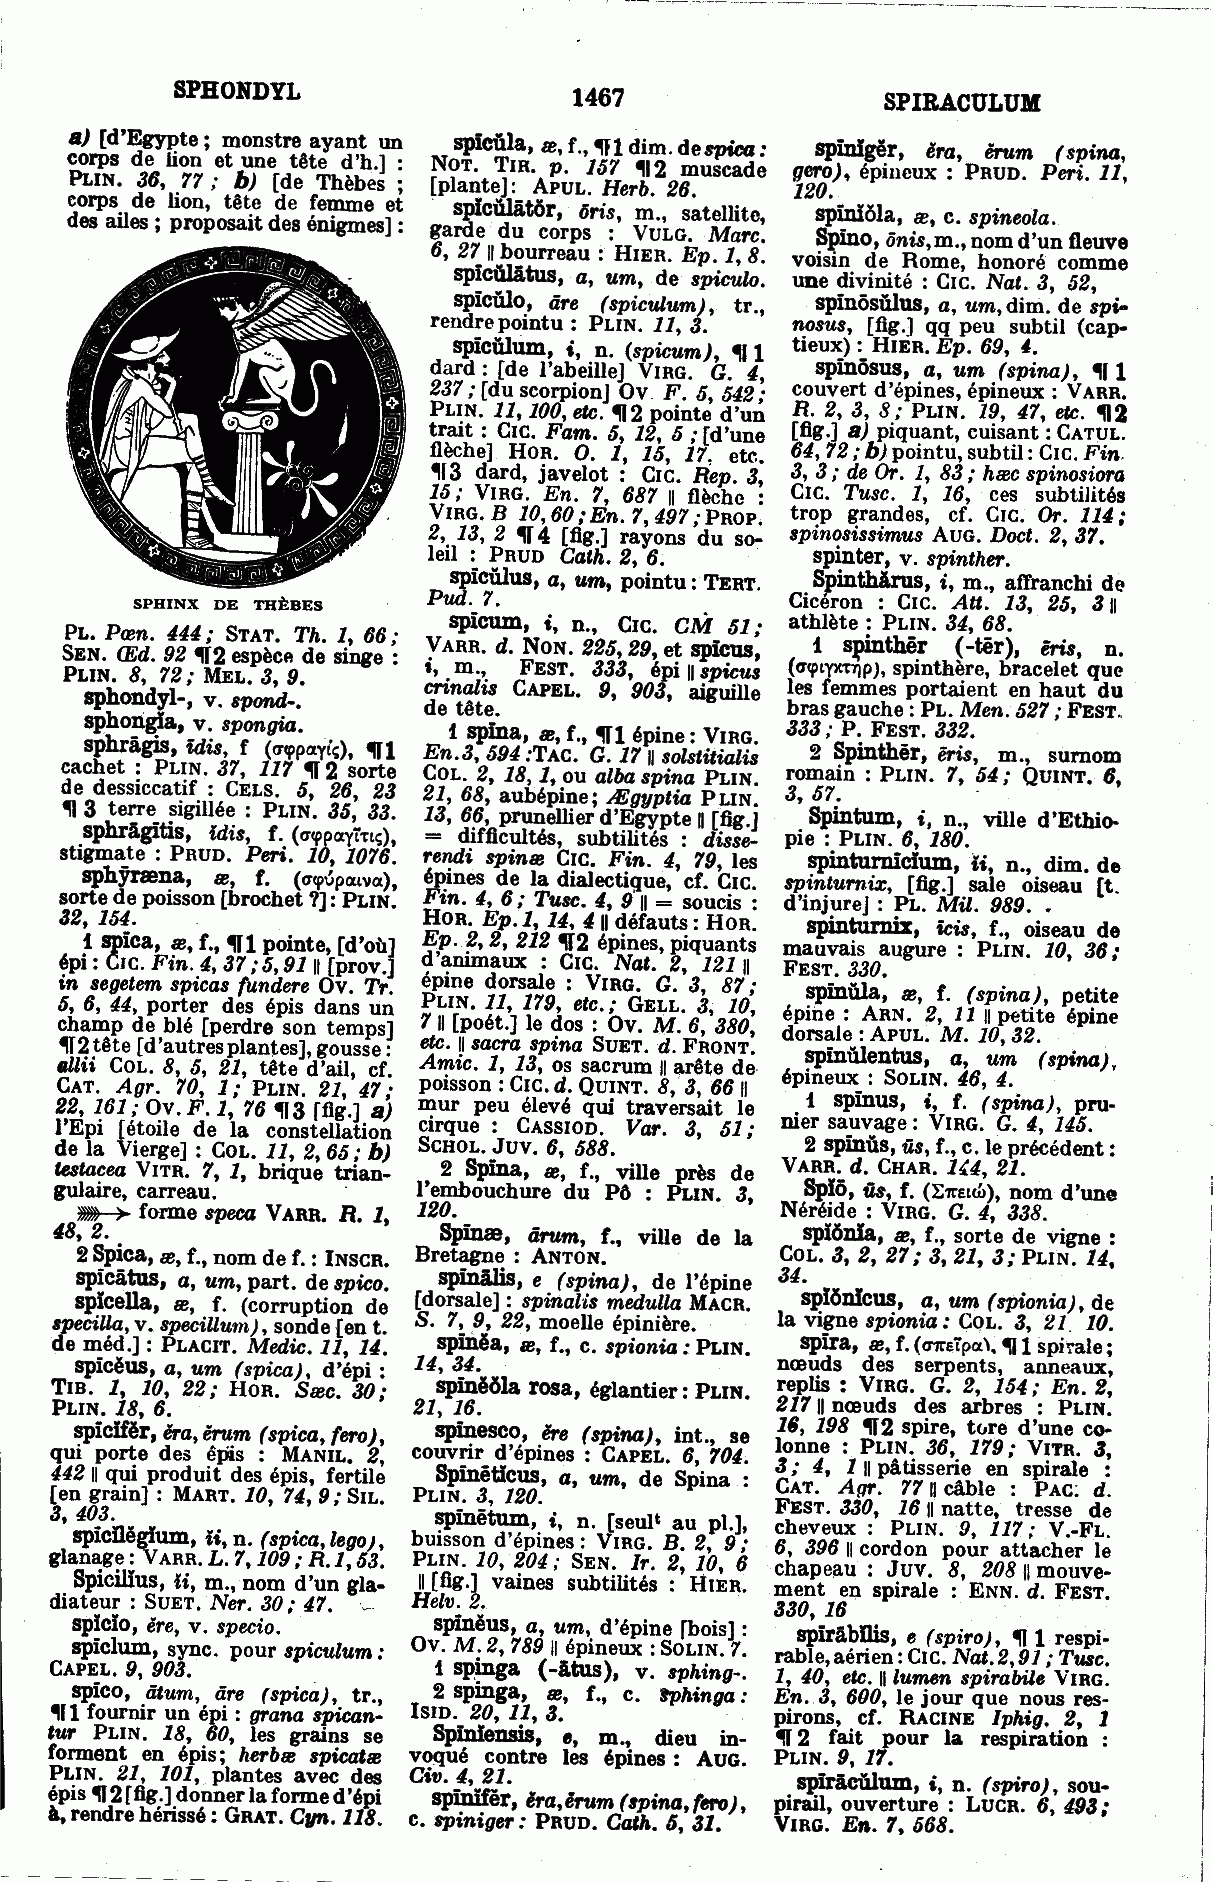 SPHONDYL
1467
SPIRACULUM
a) [d'Egypte ; monstre ayant un
corps de lion et une tête d'h.] :
PLIN. 36, 77 ; b) [de Thèbes ;
corps de lion, tête de femme et
des ailes ; proposait des énigmes] :
SPHINX DE THÈBES
PL. Pœn. 444 ; STAT. Th. 1, 66 ;
SEN. Œd. 92 ¶ 2 espèce de singe :
PLIN. 8, 72 ; MEL. 3, 9.
sphondyl-, v. spond-.
sphongĭa, v. spongia.
sphrāgis, ĭdis, f (σφραγίς), ¶ 1
cachet : PLIN. 37, 117 ¶ 2 sorte
de dessiccatif : CELS. 5, 26, 23
¶ 3 terre sigillée : PLIN. 35, 33.
sphrāgītis, ĭdis, f. (σφραγῖτις),
stigmate : PRUD. Peri. 10, 1076.
sphȳræna, æ, f. (σφύραινα),
sorte de poisson [brochet ?] : PLIN.
32, 154.
1 spīca, æ, f., ¶ 1 pointe, [d'où]
épi : CIC. Fin. 4, 37 ; 5, 91 || [prov.]
in segetem spicas fundere OV. Tr.
5, 6, 44, porter des épis dans un
champ de blé [perdre son temps]
¶ 2 tête [d'autres plantes], gousse :
allii COL. 8, 5, 21, tête d'ail, cf.
CAT. Agr. 70, 1 ; PLIN. 21, 47 ;
22, 161 ; OV. F. 1, 76 ¶ 3 [fig.] a)
l'Epi [étoile de la constellation
de la Vierge] : COL. 11, 2, 65 ; b)
testacea VITR. 7, 1, brique trian-
gulaire, carreau.
➳ forme speca VARR. R. 1,
48, 2.
2 Spica, æ, f., nom de f. : INSCR.
spīcātus, a, um, part. de spico.
spīcella, æ, f. (corruption de
specilla, v. specillum), sonde [en t.
de méd.] : PLACIT. Medic. 11, 14.
spīcĕus, a, um (spica), d'épi :
TIB. 1, 10, 22 ; HOR. Sæc. 30 ;
PLIN. 18, 6.
spīcĭfĕr, ĕra, ĕrum (spica, fero),
qui porte des épis : MANIL. 2,
442 || qui produit des épis, fertile
[en grain] : MART. 10, 74, 9 ; SIL.
3, 403.
spīcĭlĕgĭum, ĭi, n. (spica, lego),
glanage : VARR. L. 7, 109 ; R. 1, 53.
Spicillus, ĭi, m., nom d'un gla-
diateur : SUET. Ner. 30 ; 47.
spĭcĭo, ĕre, v. specio.
spīclum, sync. pour spiculum :
CAPEL. 9, 903.
spīco, ātum, āre (spica), tr.,
¶ 1 fournir un épi : grana spican-
tur PLIN. 18, 60, les grains se
forment en épis ; herbæ spicatæ
PLIN. 21, 101, plantes avec des
épis ¶ 2 [fig.] donner la forme d'épi
à, rendre hérissé : GRAT. Cyn. 118.
spīcŭla, æ, f., ¶ 1 dim. de spica :
NOT. TIR. p. 157 ¶ 2 muscade
[plante] : APUL. Herb. 26.
spīcŭlātŏr, ōris, m., satellite,
garde du corps : VULG. Marc.
6, 27 || bourreau : HIER. Ep. 1, 8.
spīcŭlātus, a, um, de spiculo.
spīcŭlo, āre (spiculum), tr.,
rendre pointu : PLIN. 11, 3.
spīcŭlum, i, n. (spicum), ¶ 1
dard : [de l'abeille] VIRG. G. 4,
237 ; [du scorpion] OV. F. 5, 542 ;
PLIN. 11, 100, etc. ¶ 2 pointe d'un
trait : CIC. Fam. 5, 12, 5 ; [d'une
flèche] HOR. O. 1, 15, 17, etc.
¶ 3 dard, javelot : CIC. Rep. 3,
15 ; VIRG. En. 7, 687 || flèche :
VIRG. B 10, 60 ; En. 7, 497 ; PROP.
2, 13, 2 ¶ 4 [fig.] rayons du so-
leil : PRUD Cath. 2, 6.
spīcŭlus, a, um, pointu : TERT.
Pud. 7.
spīcum, i, n., CIC. CM 51 ;
VARR. d. NON. 225, 29, et spīcus,
i, m., FEST. 333, épi || spicus
crinalis CAPEL. 9, 903, aiguille
de tête.
1 spīna, æ, f., ¶ 1 épine : VIRG.
En. 3, 594 : TAC. G. 17 || solstitialis
COL. 2, 18, 1, ou alba spina PLIN.
21, 68, aubépine ; Ægyptia PLIN.
13, 66, prunellier d'Egypte || [fig.]
= difficultés, subtilités : disse-
rendi spinæ CIC. Fin. 4, 79, les
épines de la dialectique, cf. CIC.
Fin. 4, 6 ; Tusc. 4, 9 || = soucis :
HOR. Ep. 1, 14, 4 || défauts : HOR.
Ep. 2, 2, 212 ¶ 2 épines, piquants
d'animaux : CIC. Nat. 2, 121 ||
épine dorsale : VIRG. G. 3, 87 ;
PLIN. 11, 179, etc. ; GELL. 3, 10,
7 || [poét.] le dos : OV. M. 6, 380,
etc. || sacra spina SUET. d. FRONT.
Amic. 1, 13, os sacrum || arête de
poisson : CIC. d. QUINT. 8, 3, 66 ||
mur peu élevé qui traversait le
cirque : CASSIOD. Var. 3, 51 ;
SCHOL. JUV. 6, 588.
2 Spīna, æ, f., ville près de
l'embouchure du Pô : PLIN. 3,
120.
Spīnæ, ārum, f., ville de la
Bretagne : ANTON.
spīnālis, e (spina), de l'épine
[dorsale] : spinalis medulla MACR.
S. 7, 9, 22, moelle épinière.
spīnĕa, æ, f., c. spionia : PLIN.
14, 34.
spīnĕŏla rosa, églantier : PLIN.
21, 16.
spīnesco, ĕre (spina), int., se
couvrir d'épines : CAPEL. 6, 704.
Spīnētĭcus, a, um, de Spina :
PLIN. 3, 120.
spīnētum, i, n. [seulᵗ au pl.],
buisson d'épines : VIRG. B. 2, 9 ;
PLIN. 10, 204 ; SEN. Ir. 2, 10, 6
|| [fig.] vaines subtilités : HIER.
Helv. 2.
spīnĕus, a, um, d'épine [bois] :
OV. M. 2, 789 || épineux : SOLIN. 7.
1 spinga (-ātus), v. sphing-.
2 spinga, æ, f., c. sphinga :
ISID. 20, 11, 3.
Spīnĭensis, e, m., dieu in-
voqué contre les épines : AUG.
Civ. 4, 21.
spīnĭfĕr, ĕra, ĕrum (spina, fero),
c. spiniger : PRUD. Cath. 5, 31.
spīnĭgĕr, ĕra, ĕrum (spina,
gero), épineux : PRUD. Peri. 11,
120.
spīnĭŏla, æ, c. spineola.
Spīno, ōnis, m., nom d'un fleuve
voisin de Rome, honoré comme
une divinité : CIC. Nat. 3, 52,
spīnōsŭlus, a, um, dim. de spi-
nosus, [fig.] qq peu subtil (cap-
tieux) : HIER. Ep. 69, 4.
spīnōsus, a, um (spina), ¶ 1
couvert d'épines, épineux : VARR.
R. 2, 3, 8 ; PLIN. 19, 47, etc. ¶ 2
[fig.] a) piquant, cuisant : CATUL.
64, 72 ; b) pointu, subtil : CIC. Fin.
3, 3 ; de Or. 1, 83 ; hæc spinosiora
CIC. Tusc. 1, 16, ces subtilités
trop grandes, cf. CIC. Or. 114 ;
spinosissimus AUG. Doct. 2, 37.
spinter, v. spinther.
Spinthărus, i, m., affranchi de
Cicéron : CIC. Att. 13, 25, 3 ||
athlète : PLIN. 34, 68.
1 spinthēr (-tēr), ēris, n.
(σφιγκτήρ), spinthère, bracelet que
les femmes portaient en haut du
bras gauche : PL. Men. 527 ; FEST.
333 ; P. FEST. 332.
2 Spinthēr, ēris, m., surnom
romain : PLIN. 7, 54 ; QUINT. 6,
3, 57.
Spintum, i, n., ville d'Ethio-
pie : PLIN. 6, 180.
spinturnicĭum, ĭi, n., dim. de
spinturnix, [fig.] sale oiseau [t.
d'injure] : PL. Mil. 989.
spinturnix, īcis, f., oiseau de
mauvais augure : PLIN. 10, 36 ;
FEST. 330.
spīnŭla, æ, f. (spina), petite
épine : ARN. 2, 11 || petite épine
dorsale : APUL. M. 10, 32.
spīnŭlentus, a, um (spina),
épineux : SOLIN. 46, 4.
1 spīnus, i, f. (spina), pru-
nier sauvage : VIRG. G. 4, 145.
2 spīnŭs, ūs, f., c. le précédent :
VARR. d. CHAR. 144, 21.
Spīō, ūs, f. (Σπειώ), nom d'une
Néréide : VIRG. G. 4, 338.
spĭōnĭa, æ, f., sorte de vigne :
COL. 3, 2, 27 ; 3, 21, 3 ; PLIN. 14,
34.
spĭōnĭcus, a, um (spionia), de
la vigne spionia : COL. 3, 21 10.
spīra, æ, f. (σπεῖρα), ¶ 1 spirale ;
nœuds des serpents, anneaux,
replis : VIRG. G. 2, 154 ; En. 2,
217 || nœuds des arbres : PLIN.
16, 198 ¶ 2 spire, tore d'une co-
lonne : PLIN. 36, 179 ; VITR. 3,
3 ; 4, 1 || pâtisserie en spirale :
CAT. Agr. 77 || câble : PAC. d.
FEST. 330, 16 || natte, tresse de
cheveux : PLIN. 9, 117 ; V.-FL.
6, 396 || cordon pour attacher le
chapeau : JUV. 8, 208 || mouve-
ment en spirale : ENN. d. FEST.
330, 16
spīrābĭlis, e (spiro), ¶ 1 respi-
rable, aérien : CIC. Nat. 2, 91 ; Tusc.
1, 40, etc. || lumen spirabile VIRG.
En. 3, 600, le jour que nous res-
pirons, cf. RACINE Iphig. 2, 1
¶ 2 fait pour la respiration :
PLIN. 9, 17.
spīrācŭlum, i, n. (spiro), sou-
pirail, ouverture : LUCR. 6, 493 ;
VIRG. En. 7, 568.